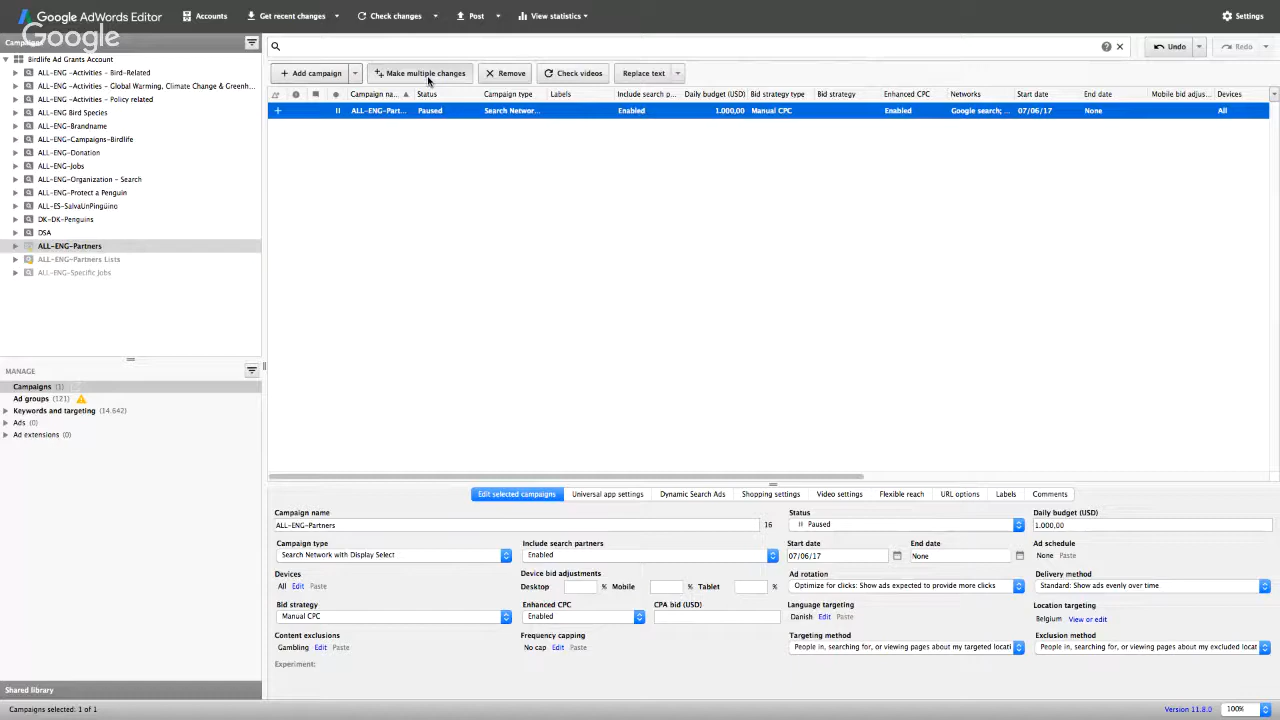 Google AdWords Editor
Accounts
Get recent changes
Check changes
Post
View statistics
Settings
Google
Campaigns
Undo
Redo
Birdlife Ad Grants Account
ALL-ENG -Activities - Bird-Related
ALL-ENG -Activities - Global Warming, Climate Change & Greenh...
ALL-ENG -Activities - Policy related
ALL-ENG Bird Species
ALL-ENG-Brandname
ALL-ENG-Campaigns-Birdlife
ALL-ENG-Donation
ALL-ENG-Jobs
ALL-ENG-Organization - Search
ALL-ENG-Protect a Penguin
ALL-ES-SalvaUnPingüino
DK-DK-Penguins
DSA
ALL-ENG-Partners
ALL-ENG-Partners Lists
ALL-ENG-Specific Jobs
Add campaign
Make multiple changes
Remove
Check videos
Replace text
Campaign na... Status Campaign type Labels Include search p... Daily budget (USD) Bid strategy type Bid strategy Enhanced CPC Networks Start date End date Mobile bid adjus... Devices
ALL-ENG-Part... Paused Search Networ... Enabled 1.000,00 Manual CPC Enabled Google search; ... 07/06/17 None All
MANAGE
Campaigns (1)
Ad groups (121)
Keywords and targeting (14.642)
Ads (0)
Ad extensions (0)
Edit selected campaigns
Universal app settings
Dynamic Search Ads
Shopping settings
Video settings
Flexible reach
URL options
Labels
Comments
Campaign name
ALL-ENG-Partners 16
Status
Paused
Daily budget (USD)
1.000,00
Campaign type
Search Network with Display Select
Include search partners
Enabled
Start date
07/06/17
End date
None
Ad schedule
None Paste
Devices
All Edit Paste
Device bid adjustments
Desktop % Mobile % Tablet %
Ad rotation
Optimize for clicks: Show ads expected to provide more clicks
Delivery method
Standard: Show ads evenly over time
Bid strategy
Manual CPC
Enhanced CPC
Enabled
CPA bid (USD)
Language targeting
Danish Edit Paste
Location targeting
Belgium View or edit
Content exclusions
Gambling Edit Paste
Frequency capping
No cap Edit Paste
Targeting method
People in, searching for, or viewing pages about my targeted locati
Exclusion method
People in, searching for, or viewing pages about my excluded locat
Experiment:
Shared library
Campaigns selected: 1 of 1
Version 11.8.0
100%